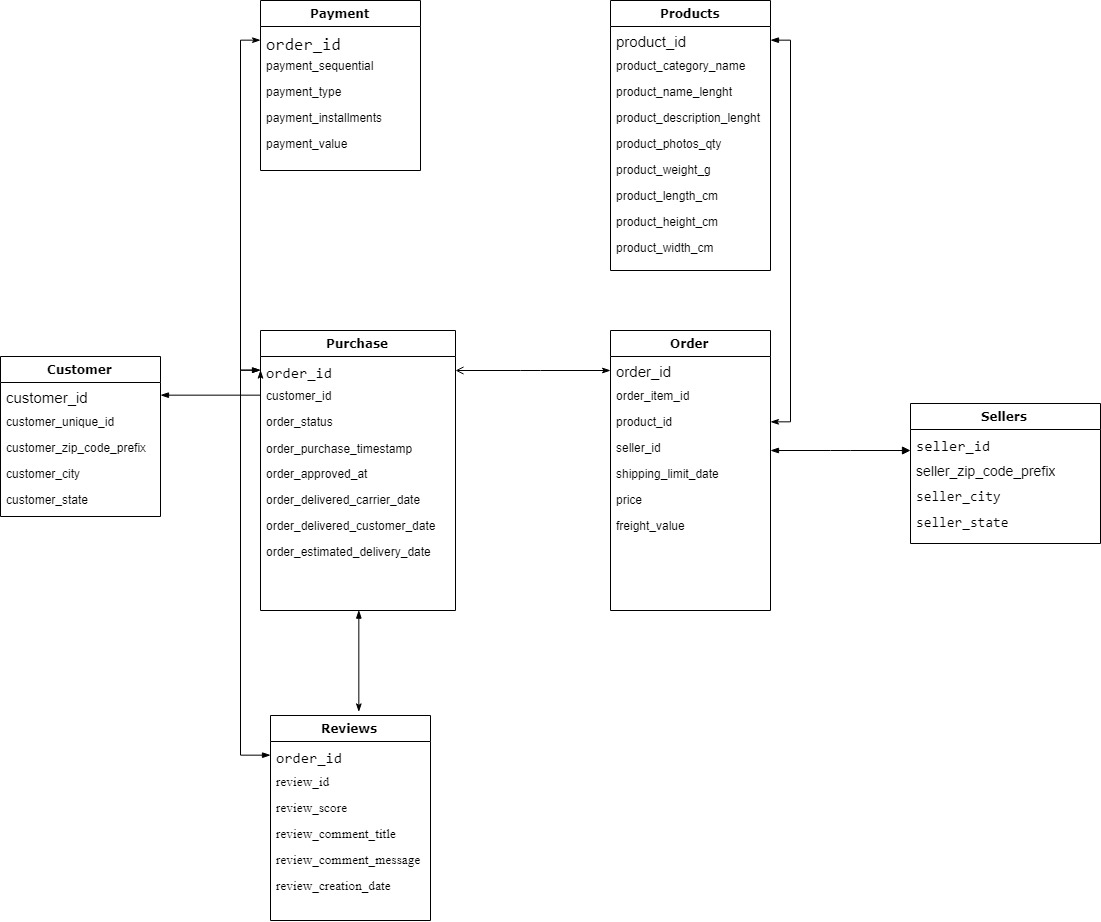 Payment
order_id
payment_sequential
payment_type
payment_installments
payment_value
Products
product_id
product_category_name
product_name_lenght
product_description_lenght
product_photos_qty
product_weight_g
product_length_cm
product_height_cm
product_width_cm
Customer
customer_id
customer_unique_id
customer_zip_code_prefix
customer_city
customer_state
Purchase
order_id
customer_id
order_status
order_purchase_timestamp
order_approved_at
order_delivered_carrier_date
order_delivered_customer_date
order_estimated_delivery_date
Order
order_id
order_item_id
product_id
seller_id
shipping_limit_date
price
freight_value
Sellers
seller_id
seller_zip_code_prefix
seller_city
seller_state
Reviews
order_id
review_id
review_score
review_comment_title
review_comment_message
review_creation_date